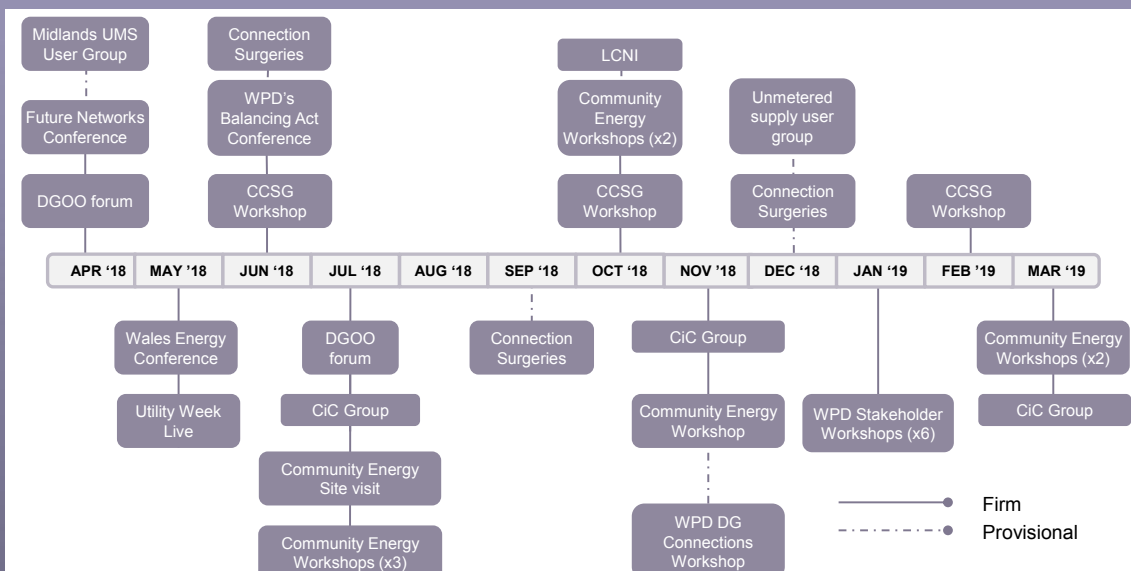 Midlands UMS
User Group
Future Networks
Conference
DGOO forum
Connection
Surgeries
WPD's
Balancing Act
Conference
CCSG
Workshop
LCNI
Community
Energy
Workshops (x2)
CCSG
Workshop
Unmetered
supply user
group
Connection
Surgeries
CCSG
Workshop
APR '18
MAY '18
JUN '18
JUL '18
AUG '18
SEP '18
OCT '18
NOV '18
DEC '18
JAN '19
FEB '19
MAR '19
Wales Energy
Conference
Utility Week
Live
DGOO
forum
CiC Group
Community Energy
Site visit
Community Energy
Workshops (x3)
Connection
Surgeries
CiC Group
Community Energy
Workshop
WPD DG
Connections
Workshop
WPD Stakeholder
Workshops (x6)
Community Energy
Workshops (x2)
CiC Group
Firm
Provisional